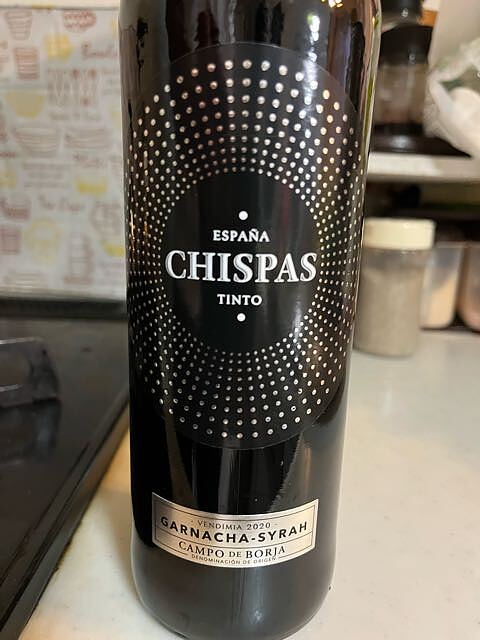 ESPAÑA
CHISPAS
TINTO
- VENDIMIA 2020 -
GARNACHA-SYRAH
CAMPO DE BORJA
DENOMINACIÓN DE ORIGEN